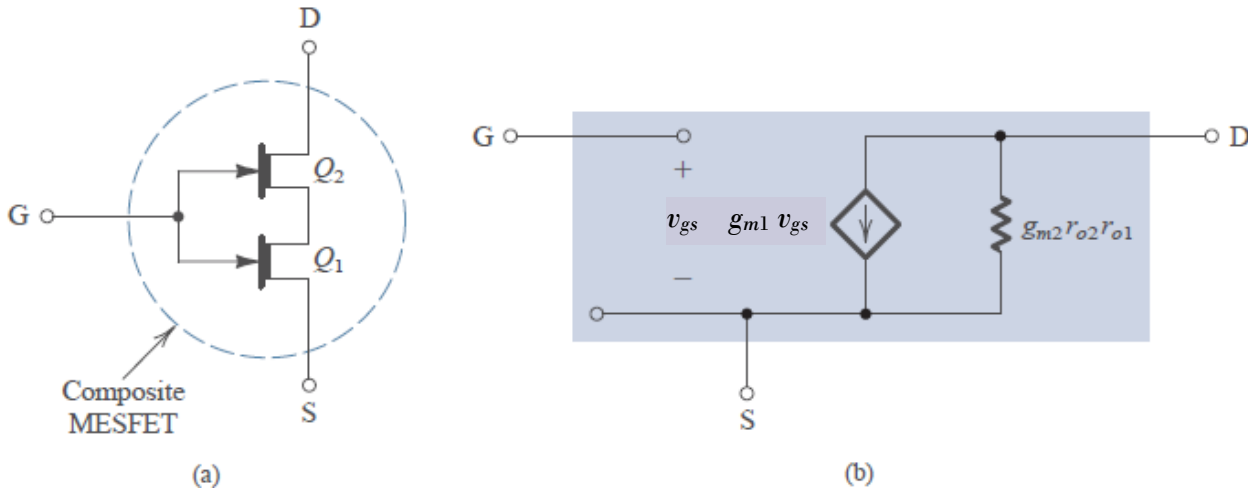 D
Q2
G
Q1
Composite
MESFET
S
(a)
G
D
+
vgs gm1 vgs
gm2ro2ro1
−
S
(b)